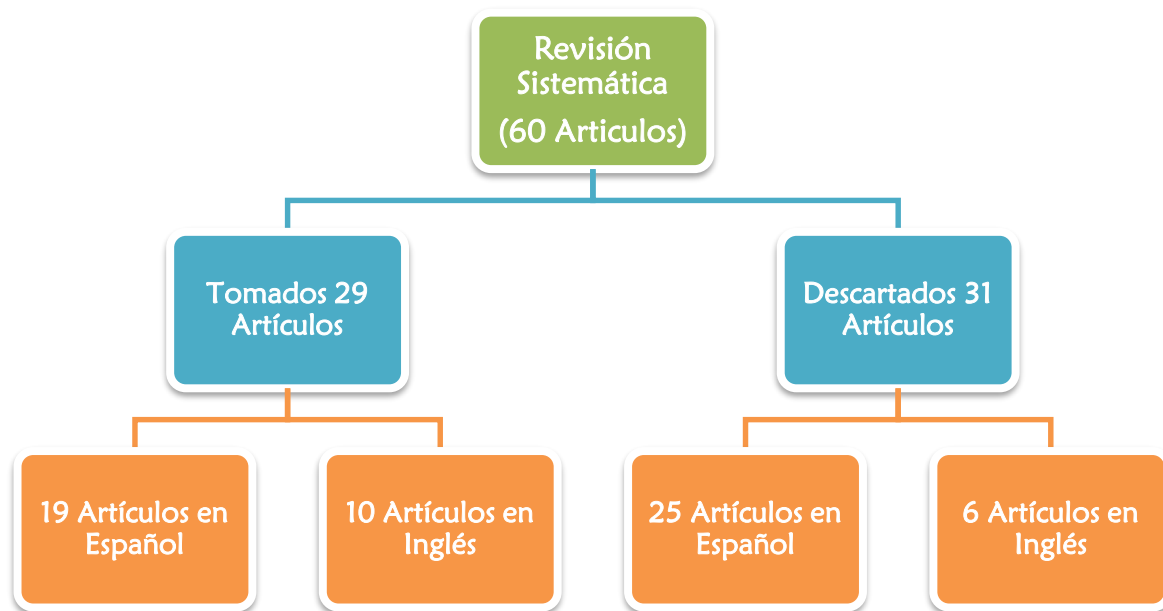 Revisión
Sistemática
(60 Articulos)
Tomados 29
Artículos
Descartados 31
Artículos
19 Artículos en
Español
10 Artículos en
Inglés
25 Artículos en
Español
6 Artículos en
Inglés